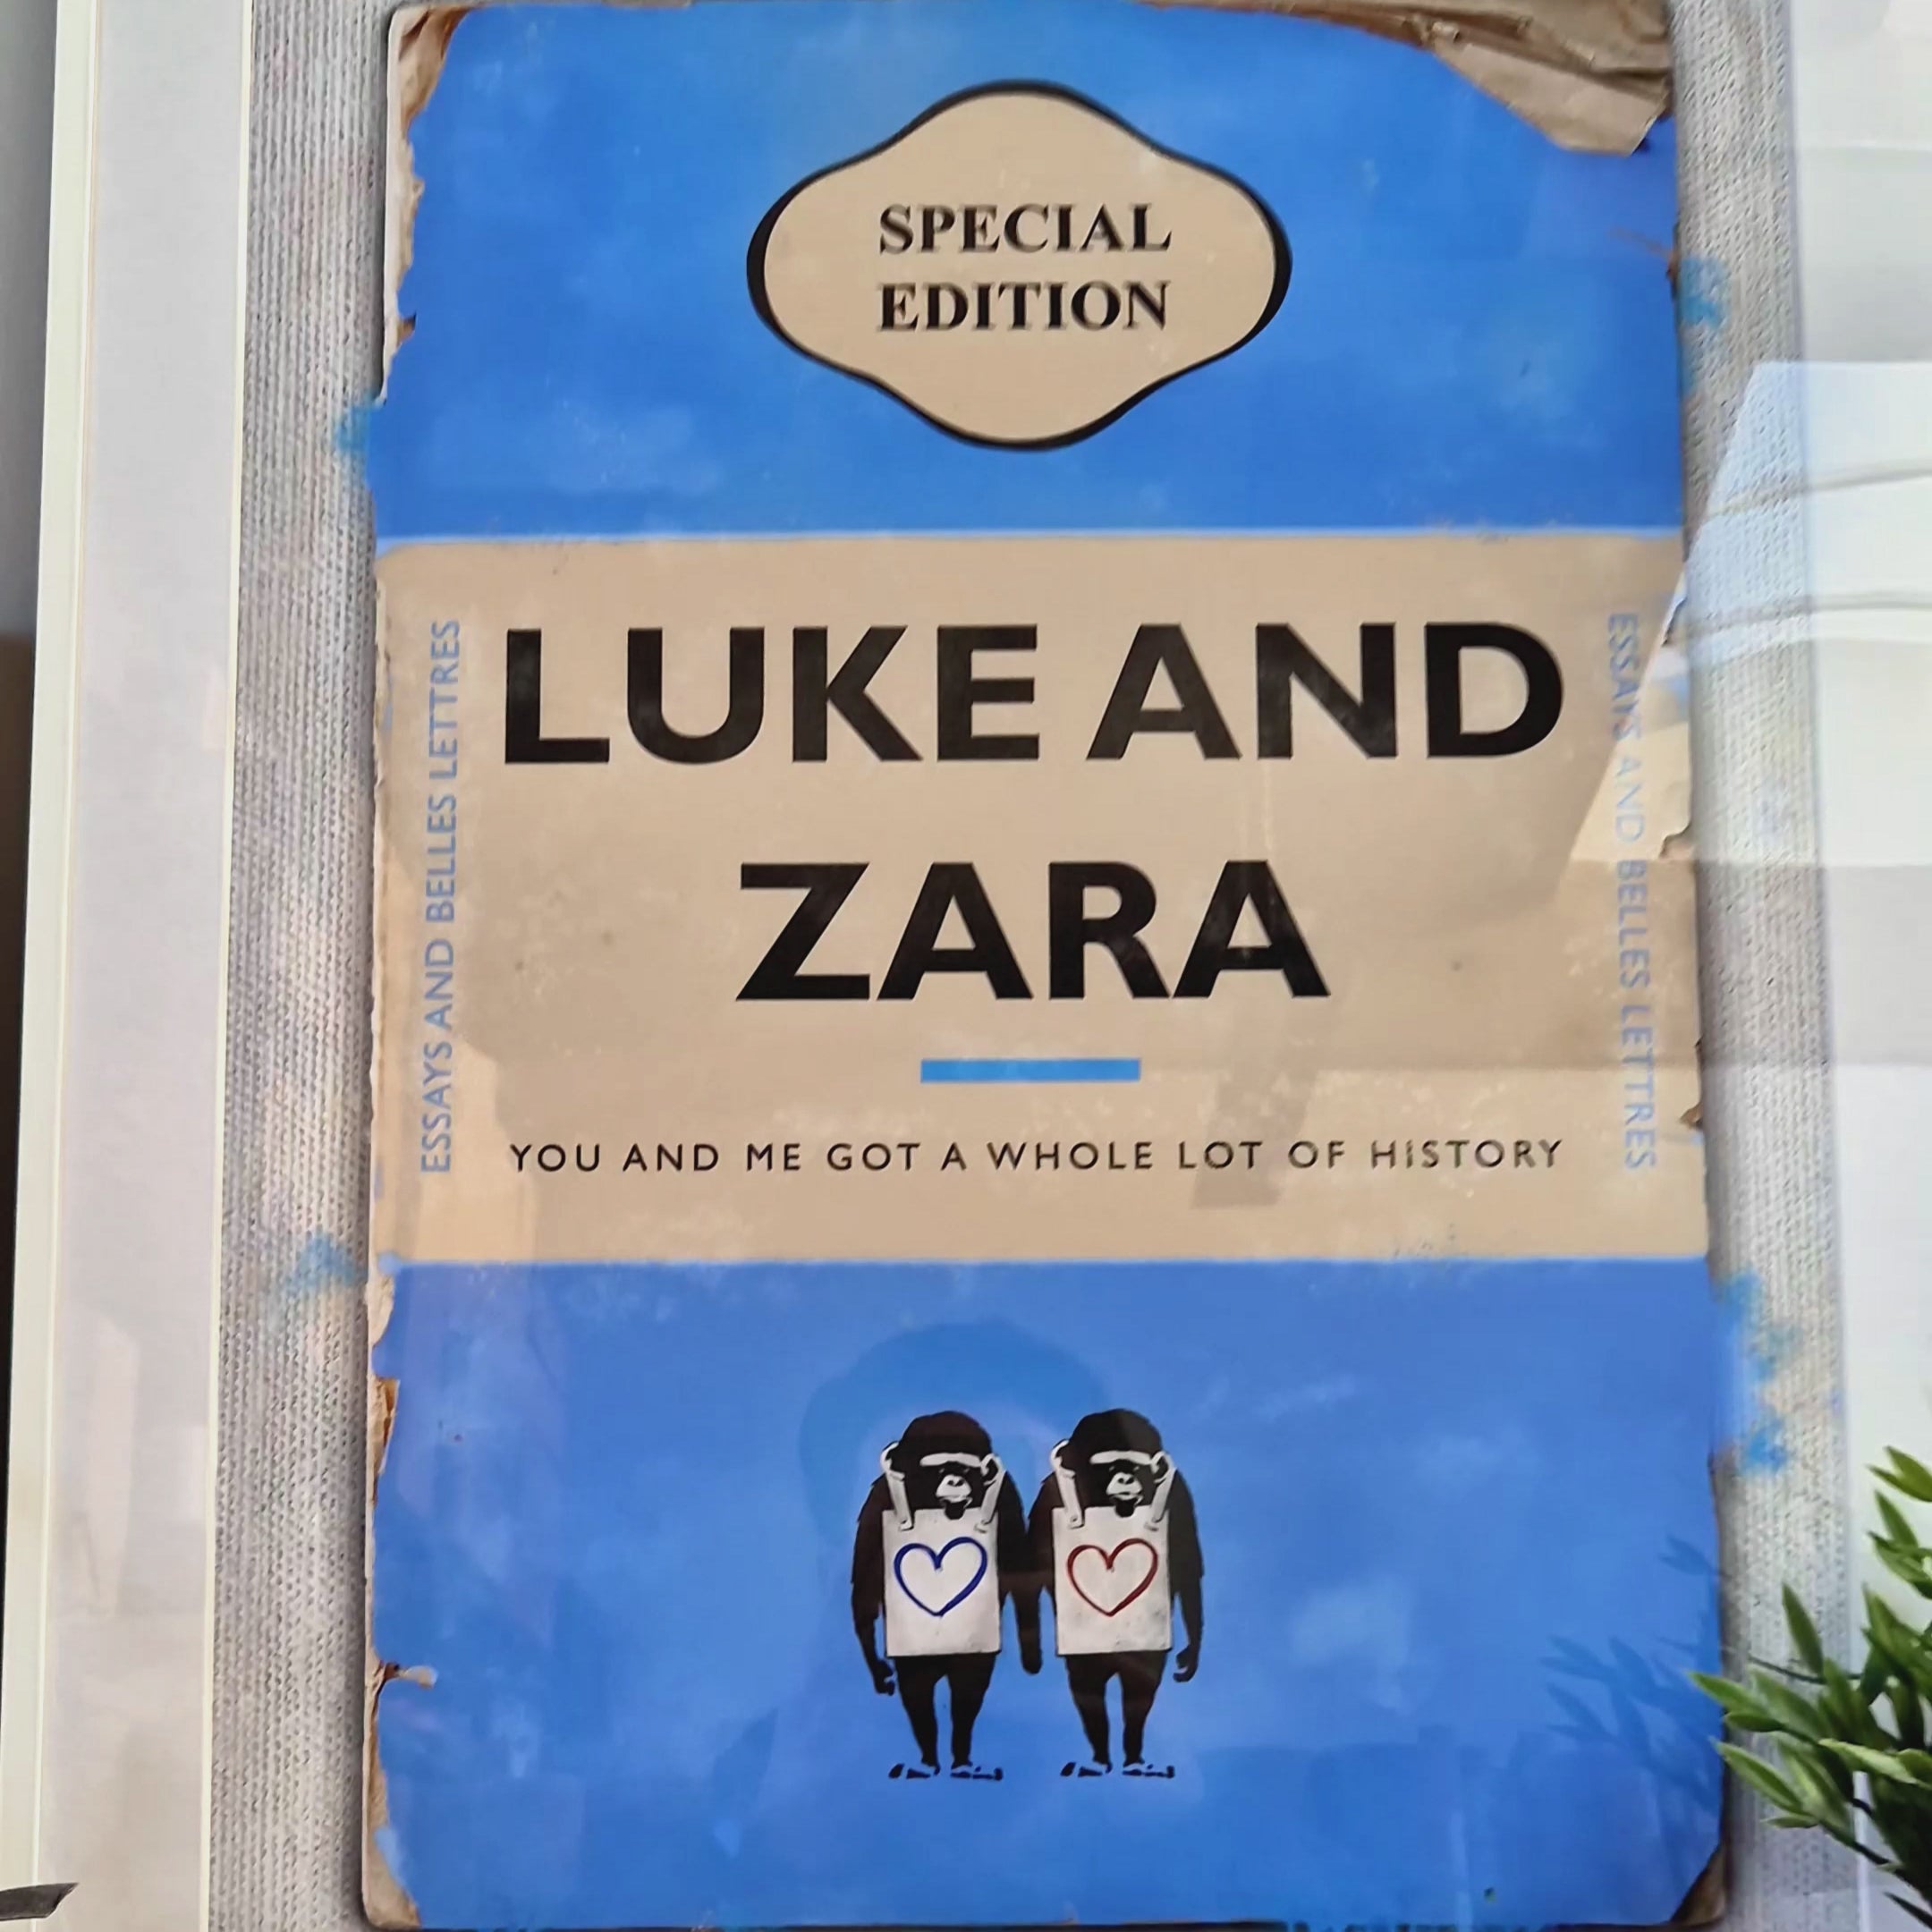 SPECIAL
EDITION
LUKE AND
ZARA
ESSAYS AND BELLES LETTRES
ESSAYS AND BELLES LETTRES
YOU AND ME GOT A WHOLE LOT OF HISTORY